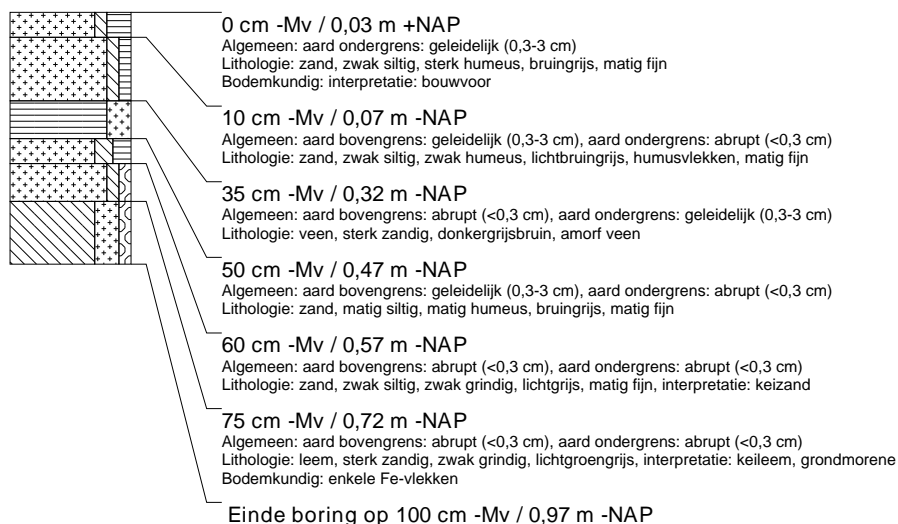 0 cm -Mv / 0,03 m +NAP
Algemeen: aard ondergrens: geleidelijk (0,3-3 cm)
Lithologie: zand, zwak siltig, sterk humeus, bruingrijs, matig fijn
Bodemkundig: interpretatie: bouwvoor
10 cm -Mv / 0,07 m -NAP
Algemeen: aard bovengrens: geleidelijk (0,3-3 cm), aard ondergrens: abrupt (<0,3 cm)
Lithologie: zand, zwak siltig, zwak humeus, lichtbruingrijs, humusvlekken, matig fijn
35 cm -Mv / 0,32 m -NAP
Algemeen: aard bovengrens: abrupt (<0,3 cm), aard ondergrens: geleidelijk (0,3-3 cm)
Lithologie: veen, sterk zandig, donkergrijsbruin, amorf veen
50 cm -Mv / 0,47 m -NAP
Algemeen: aard bovengrens: geleidelijk (0,3-3 cm), aard ondergrens: abrupt (<0,3 cm)
Lithologie: zand, matig siltig, matig humeus, bruingrijs, matig fijn
60 cm -Mv / 0,57 m -NAP
Algemeen: aard bovengrens: abrupt (<0,3 cm), aard ondergrens: abrupt (<0,3 cm)
Lithologie: zand, zwak siltig, zwak grindig, lichtgrijs, matig fijn, interpretatie: keizand
75 cm -Mv / 0,72 m -NAP
Algemeen: aard bovengrens: abrupt (<0,3 cm), aard ondergrens: abrupt (<0,3 cm)
Lithologie: leem, sterk zandig, zwak grindig, lichtgroengrijs, interpretatie: keileem, grondmorene
Bodemkundig: enkele Fe-vlekken
Einde boring op 100 cm -Mv / 0,97 m -NAP